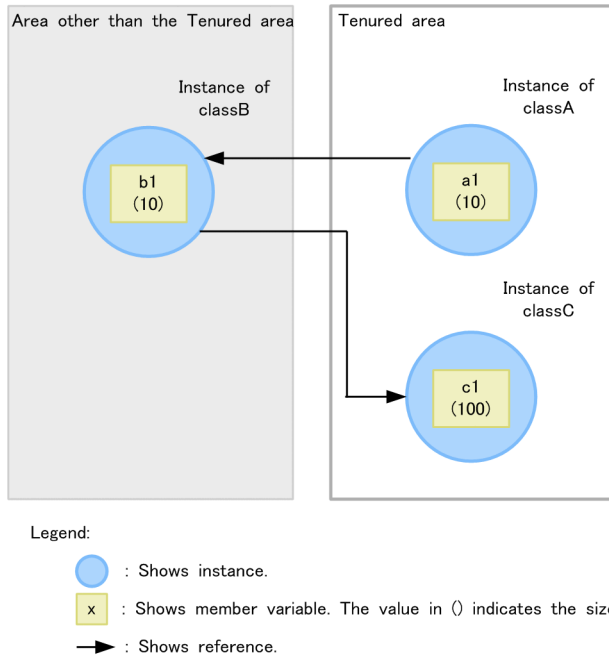 Area other than the Tenured area
Tenured area
Instance of
classB
Instance of
classA
b1
(10)
a1
(10)
Instance of
classC
c1
(100)
Legend:
: Shows instance.
x : Shows member variable. The value in () indicates the size
: Shows reference.